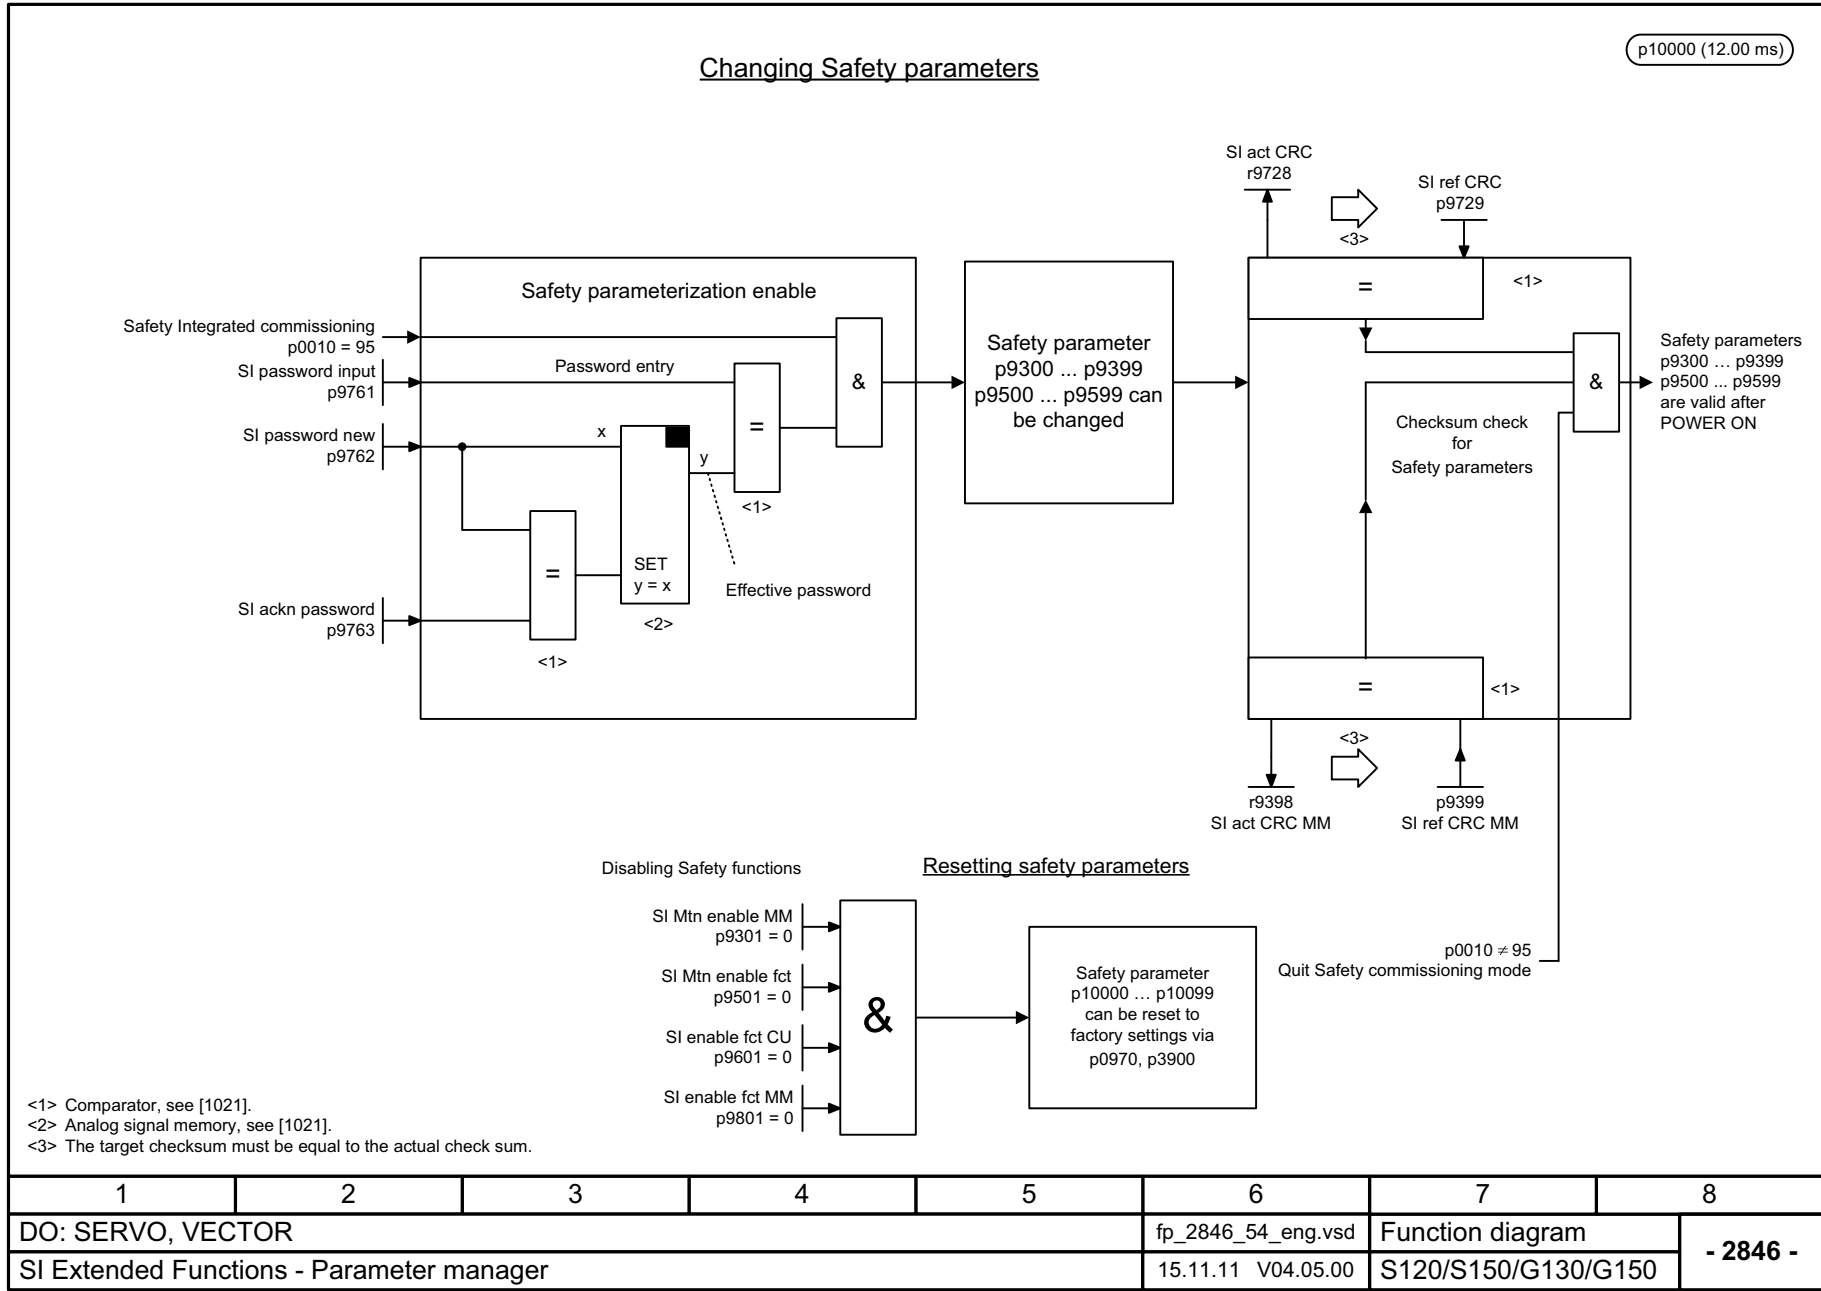 Changing Safety parameters
p10000 (12.00 ms)
SI act CRC
r9728
SI ref CRC
p9729
<3>
Safety parameterization enable
=
<1>
Safety Integrated commissioning
p0010 = 95
SI password input
p9761
Password entry
SI password new
p9762
x
y
=
<1>
&
SET
y = x
<2>
=
<1>
Effective password
SI ackn password
p9763
Safety parameter
p9300 ... p9399
p9500 ... p9599 can
be changed
&
Safety parameters
p9300 … p9399
p9500 ... p9599
are valid after
POWER ON
Checksum check
for
Safety parameters
=
<1>
<3>
r9398
SI act CRC MM
p9399
SI ref CRC MM
Disabling Safety functions
Resetting safety parameters
SI Mtn enable MM
p9301 = 0
SI Mtn enable fct
p9501 = 0
SI enable fct CU
p9601 = 0
SI enable fct MM
p9801 = 0
&
Safety parameter
p10000 … p10099
can be reset to
factory settings via
p0970, p3900
p0010 ≠ 95
Quit Safety commissioning mode
<1> Comparator, see [1021].
<2> Analog signal memory, see [1021].
<3> The target checksum must be equal to the actual check sum.
1 2 3 4 5 6 7 8
DO: SERVO, VECTOR
fp_2846_54_eng.vsd
Function diagram
- 2846 -
SI Extended Functions - Parameter manager
15.11.11 V04.05.00
S120/S150/G130/G150